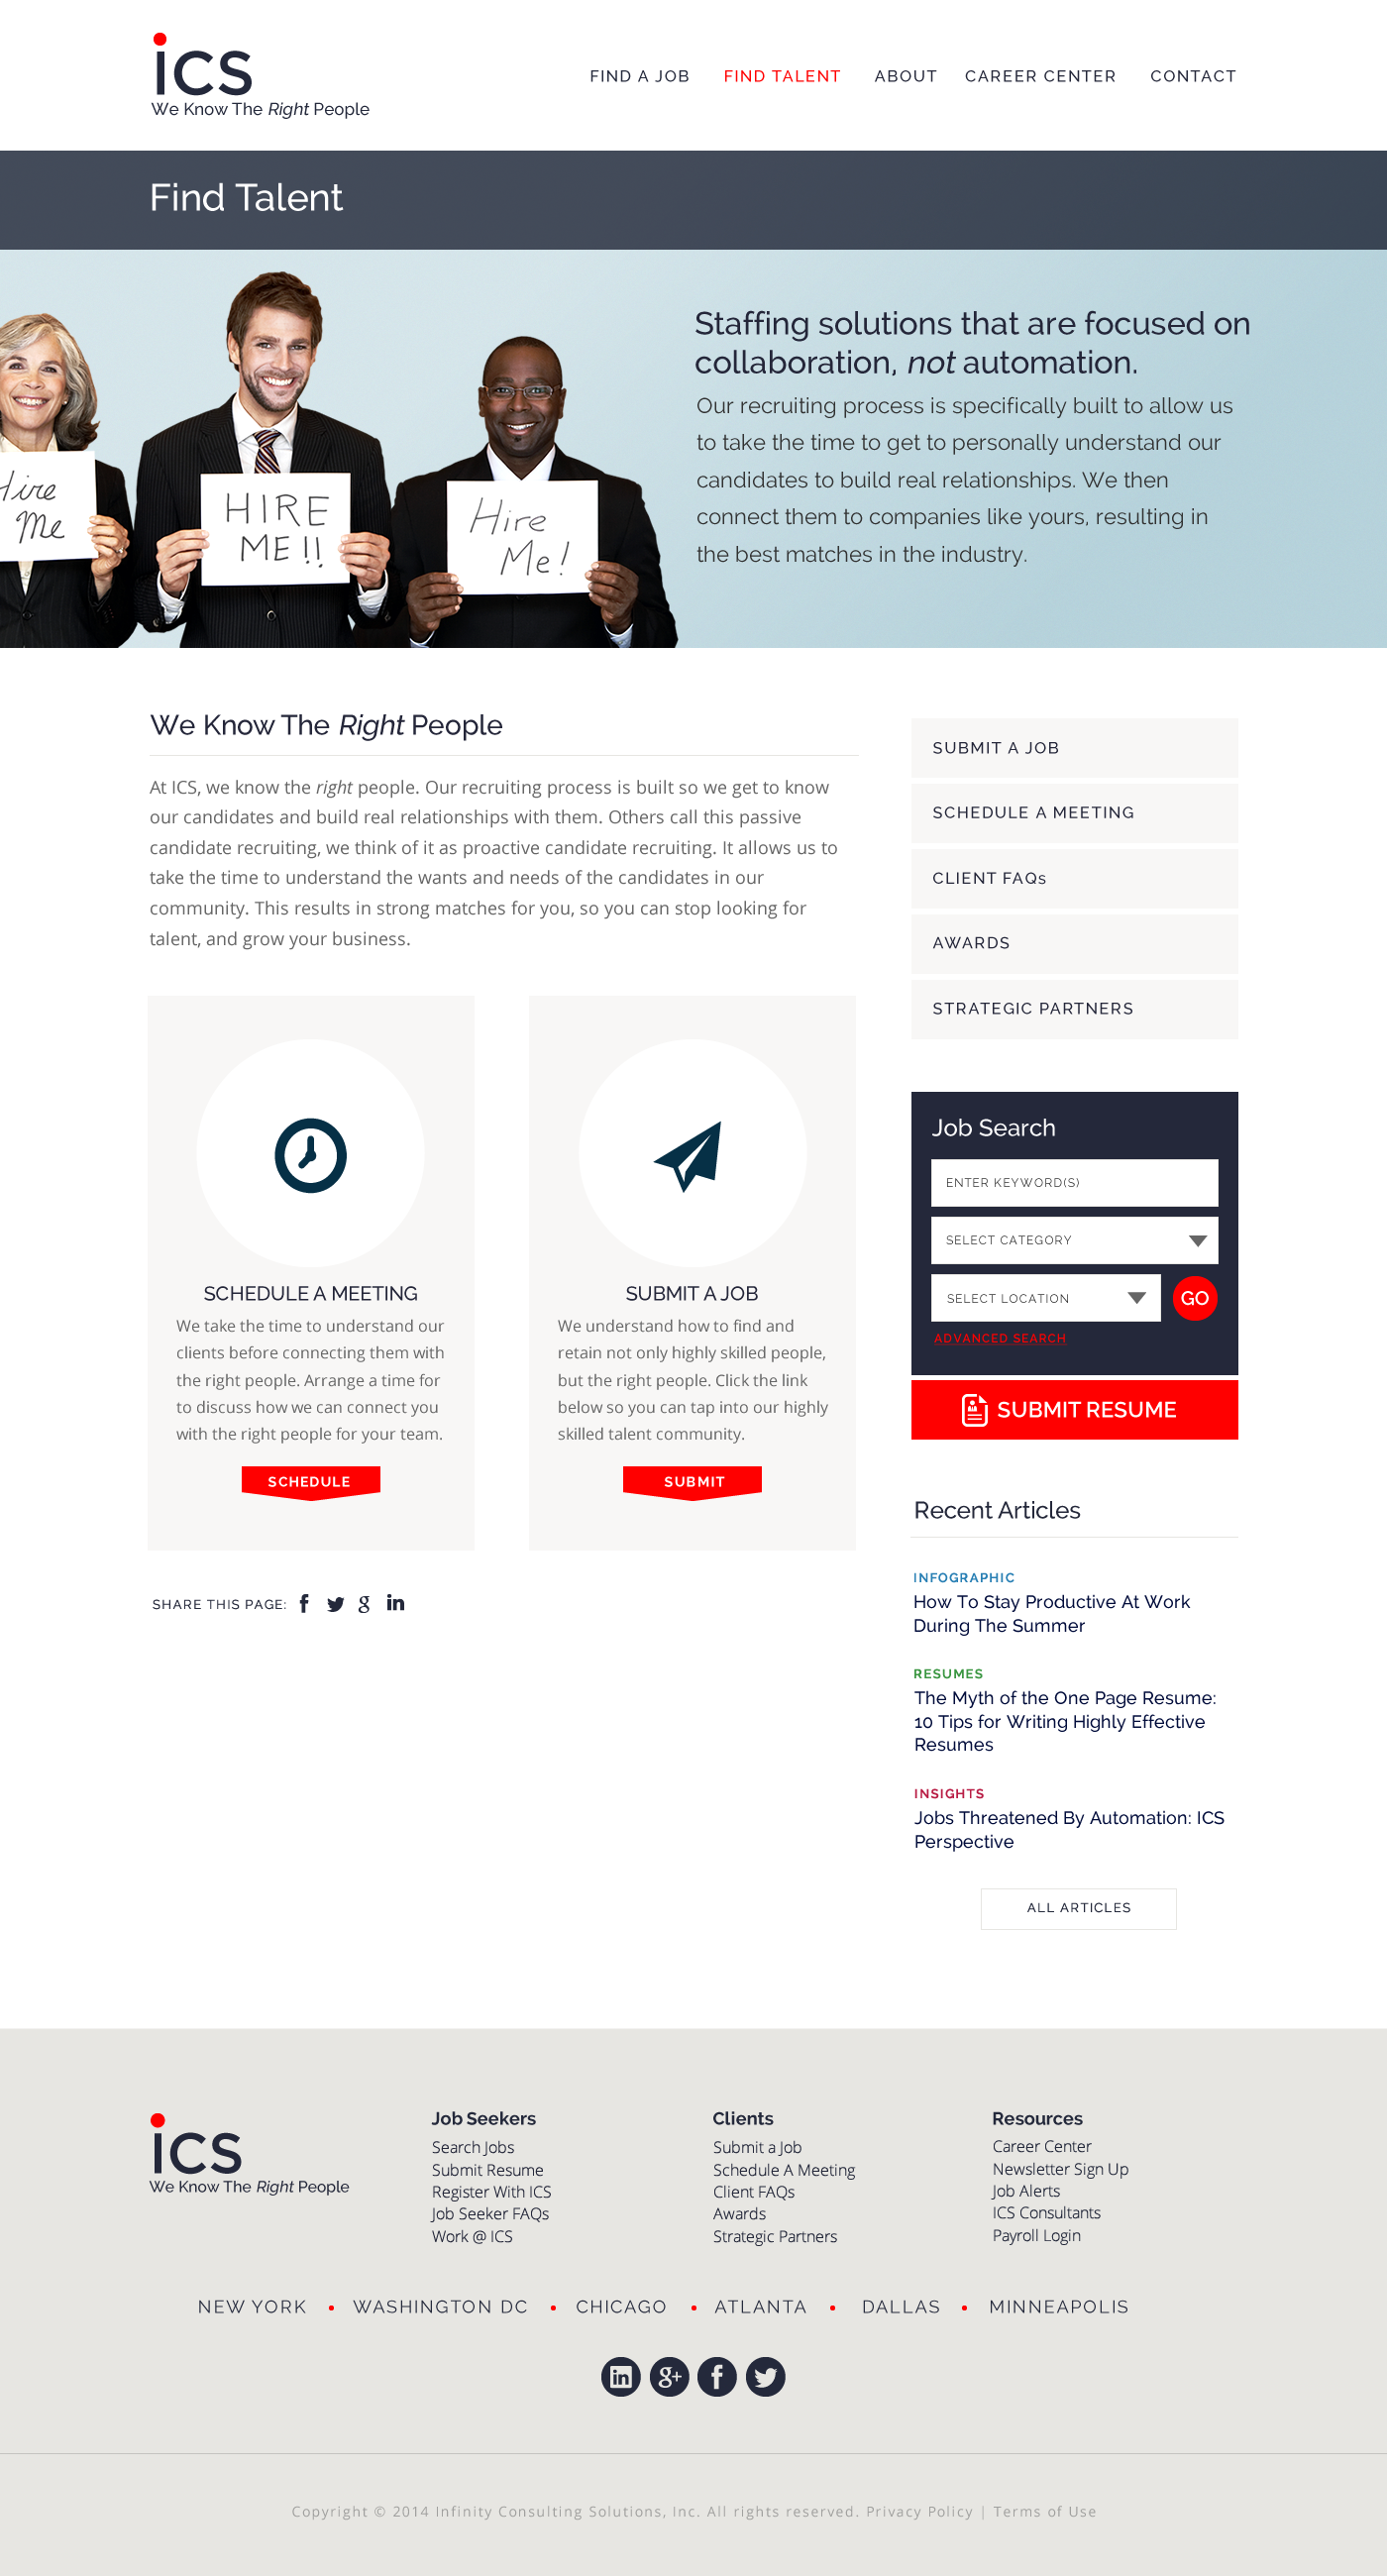 ics
We Know The Right People
FIND A JOB FIND TALENT ABOUT CAREER CENTER CONTACT
Find Talent
Hire
Me
HIRE
ME!!
Hire
Me!
Staffing solutions that are focused on
collaboration, not automation.
Our recruiting process is specifically built to allow us
to take the time to get to personally understand our
candidates to build real relationships. We then
connect them to companies like yours, resulting in
the best matches in the industry.
We Know The Right People
At ICS, we know the right people. Our recruiting process is built so we get to know
our candidates and build real relationships with them. Others call this passive
candidate recruiting, we think of it as proactive candidate recruiting. It allows us to
take the time to understand the wants and needs of the candidates in our
community. This results in strong matches for you, so you can stop looking for
talent, and grow your business.
SCHEDULE A MEETING
We take the time to understand our
clients before connecting them with
the right people. Arrange a time for
to discuss how we can connect you
with the right people for your team.
SCHEDULE
SUBMIT A JOB
We understand how to find and
retain not only highly skilled people,
but the right people. Click the link
below so you can tap into our highly
skilled talent community.
SUBMIT
SHARE THIS PAGE:
SUBMIT A JOB
SCHEDULE A MEETING
CLIENT FAQs
AWARDS
STRATEGIC PARTNERS
Job Search
ENTER KEYWORD(S)
SELECT CATEGORY
SELECT LOCATION
GO
ADVANCED SEARCH
SUBMIT RESUME
Recent Articles
INFOGRAPHIC
How To Stay Productive At Work
During The Summer
RESUMES
The Myth of the One Page Resume:
10 Tips for Writing Highly Effective
Resumes
INSIGHTS
Jobs Threatened By Automation: ICS
Perspective
ALL ARTICLES
ics
We Know The Right People
Job Seekers
Search Jobs
Submit Resume
Register With ICS
Job Seeker FAQs
Work @ ICS
Clients
Submit a Job
Schedule A Meeting
Client FAQs
Awards
Strategic Partners
Resources
Career Center
Newsletter Sign Up
Job Alerts
ICS Consultants
Payroll Login
NEW YORK • WASHINGTON DC • CHICAGO • ATLANTA • DALLAS • MINNEAPOLIS
Copyright © 2014 Infinity Consulting Solutions, Inc. All rights reserved. Privacy Policy | Terms of Use